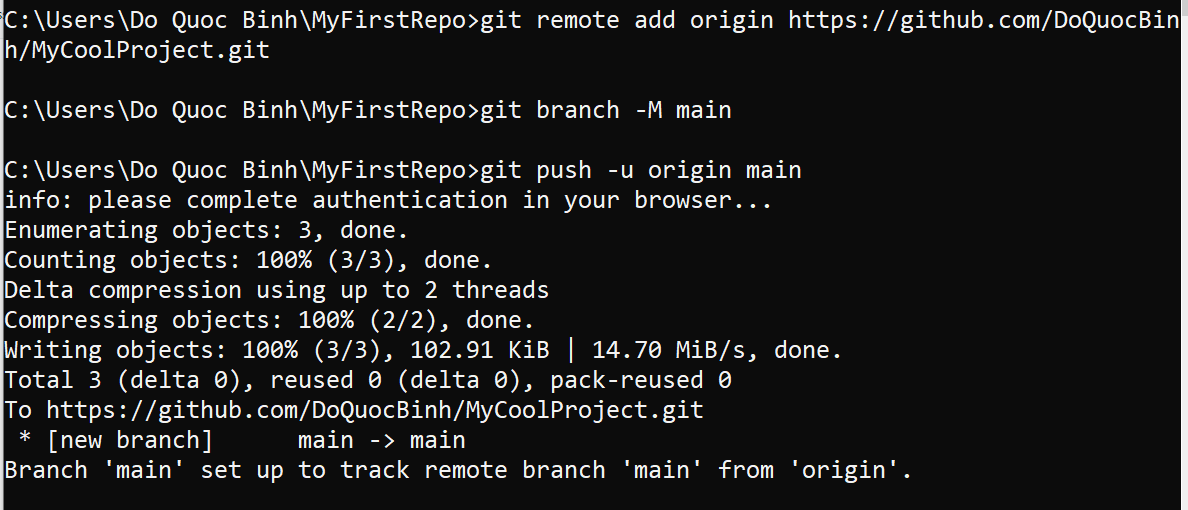 C:\Users\Do Quoc Binh\MyFirstRepo>git remote add origin https://github.com/DoQuocBin
h/MyCoolProject.git
C:\Users\Do Quoc Binh\MyFirstRepo>git branch -M main
C:\Users\Do Quoc Binh\MyFirstRepo>git push -u origin main
info: please complete authentication in your browser...
Enumerating objects: 3, done.
Counting objects: 100% (3/3), done.
Delta compression using up to 2 threads
Compressing objects: 100% (2/2), done.
Writing objects: 100% (3/3), 102.91 KiB | 14.70 MiB/s, done.
Total 3 (delta 0), reused 0 (delta 0), pack-reused 0
To https://github.com/DoQuocBinh/MyCoolProject.git
 * [new branch]      main -> main
Branch 'main' set up to track remote branch 'main' from 'origin'.